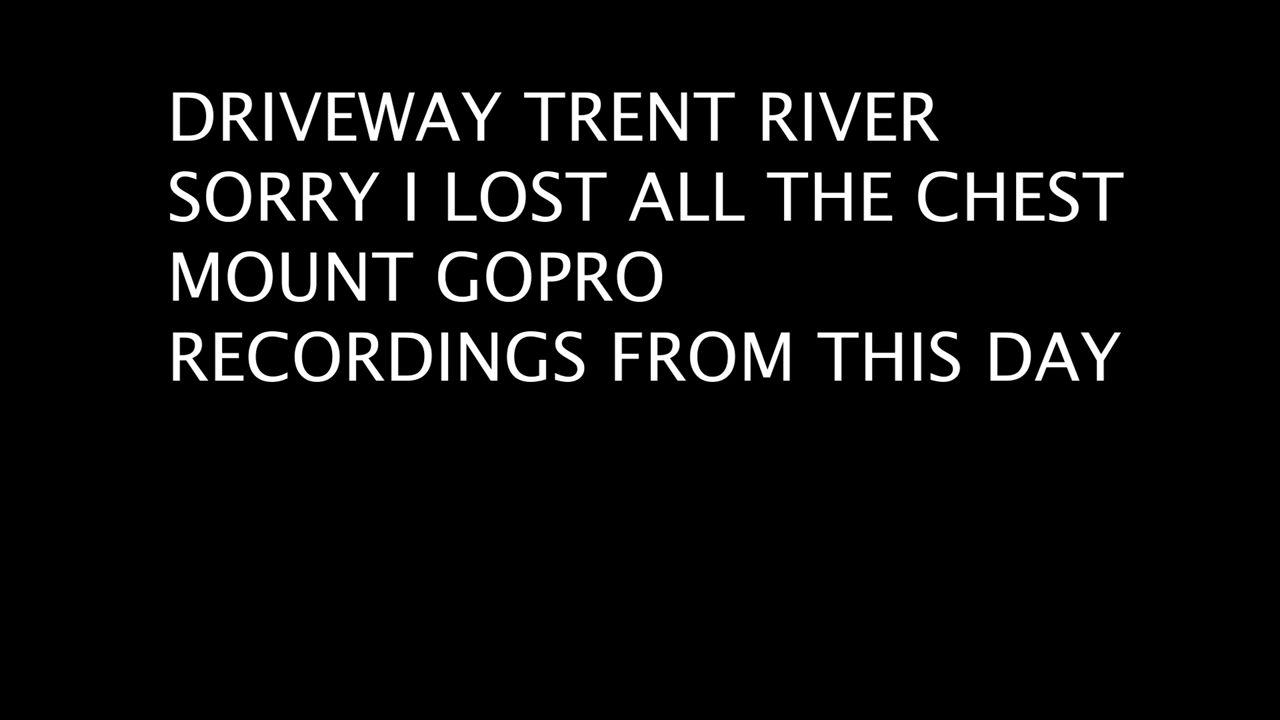 DRIVEWAY TRENT RIVER
SORRY I LOST ALL THE CHEST
MOUNT GOPRO
RECORDINGS FROM THIS DAY